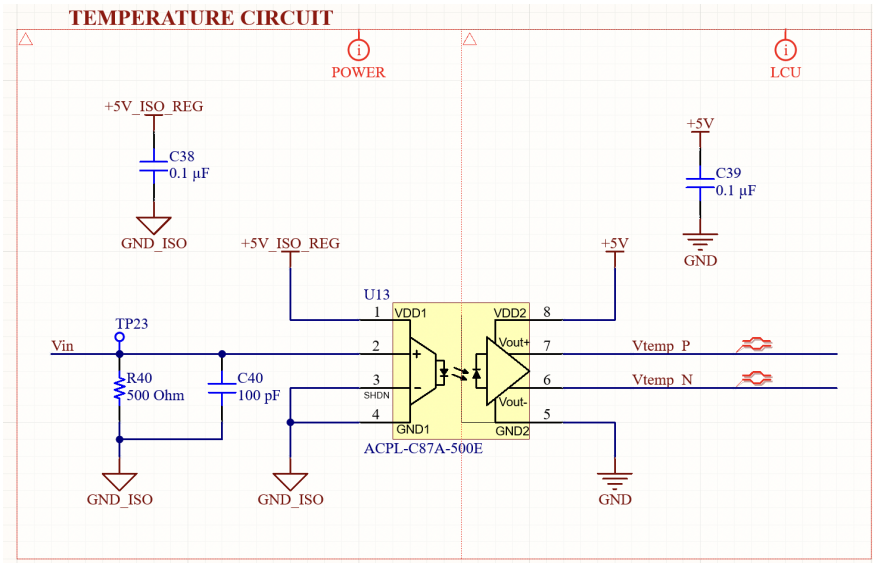 TEMPERATURE CIRCUIT
i
POWER
i
LCU
+5V_ISO_REG
C38
0.1 µF
GND_ISO
+5V
C39
0.1 µF
GND
+5V_ISO_REG
+5V
U13
1 VDD1 VDD2 8
TP23
Vin
2 + Vout+ 7 Vtemp_P
R40
500 Ohm
C40
100 pF
3 - 6 Vtemp_N
SHDN
Vout-
4 GND1 GND2 5
ACPL-C87A-500E
GND_ISO
GND_ISO
GND